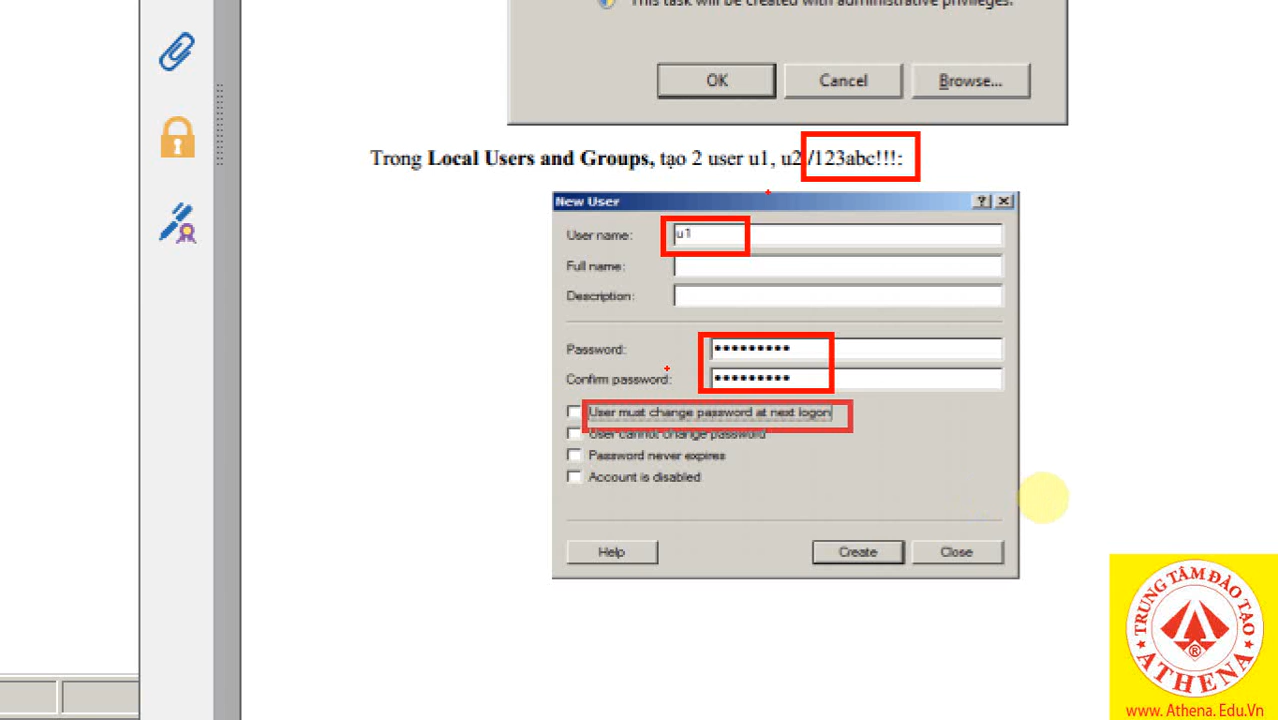 This task will be created with administrative privileges.
OK Cancel Browse...
Trong Local Users and Groups, tạo 2 user u1, u2 /123abc!!!:
New User
User name: u1
Full name:
Description:
Password: •••••••••
Confirm password: •••••••••
User must change password at next logon
User cannot change password
Password never expires
Account is disabled
Help Create Close
TRUNG TÂM ĐÀO TẠO
®
ATHENA
www.Athena.Edu.Vn